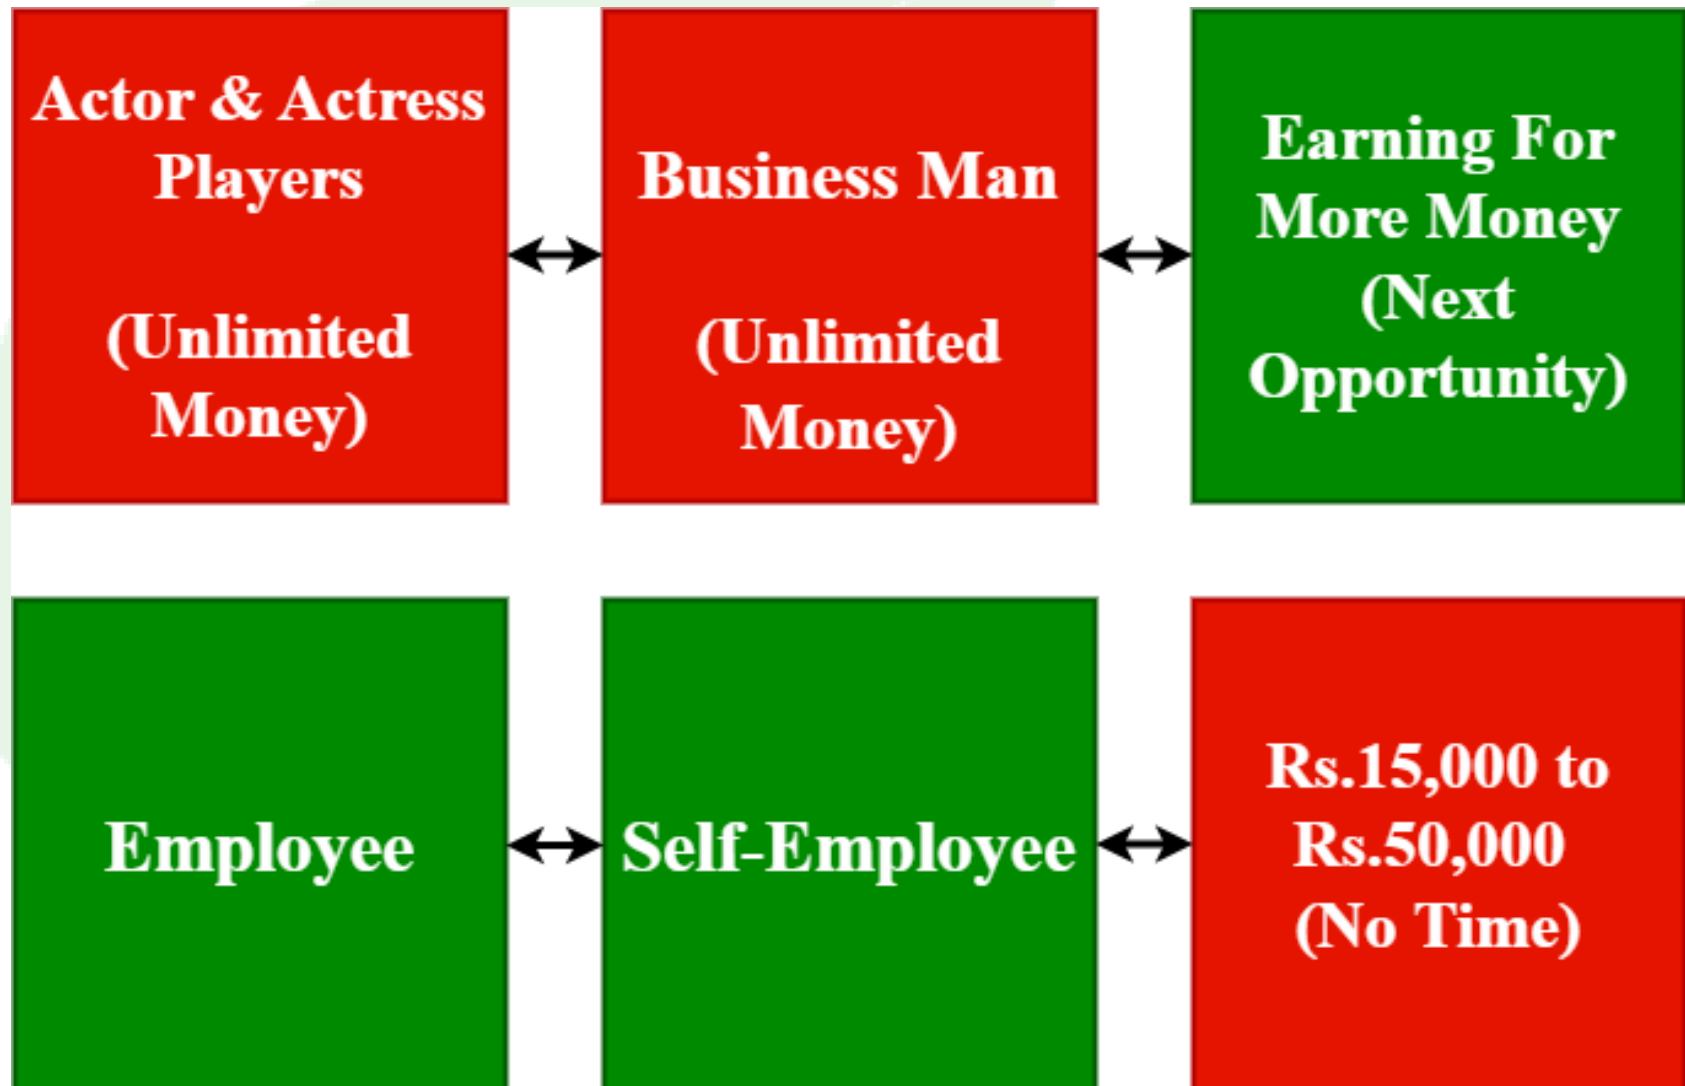 Actor & Actress
Players
(Unlimited
Money)
Business Man
(Unlimited
Money)
Earning For
More Money
(Next
Opportunity)
Employee
Self-Employee
Rs.15,000 to
Rs.50,000
(No Time)